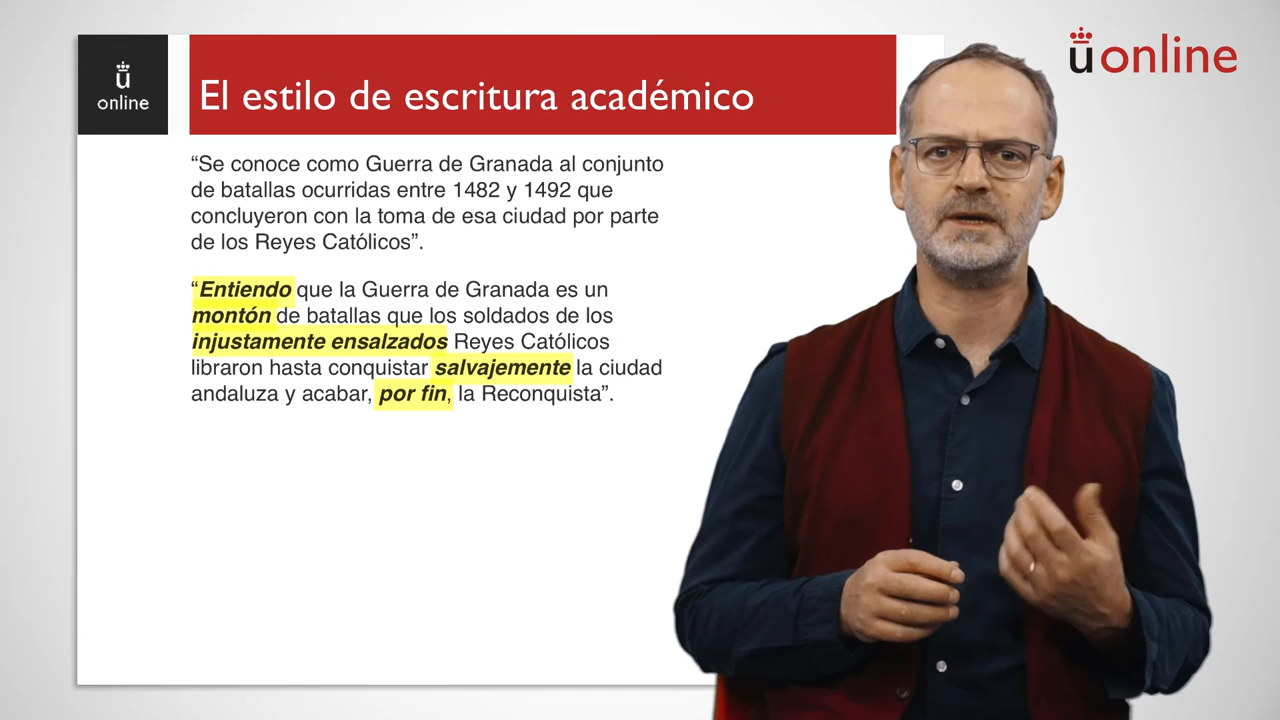 ü online
ü
online
El estilo de escritura académico
“Se conoce como Guerra de Granada al conjunto
de batallas ocurridas entre 1482 y 1492 que
concluyeron con la toma de esa ciudad por parte
de los Reyes Católicos”.
“Entiendo que la Guerra de Granada es un
montón de batallas que los soldados de los
injustamente ensalzados Reyes Católicos
libraron hasta conquistar salvajemente la ciudad
andaluza y acabar, por fin, la Reconquista”.